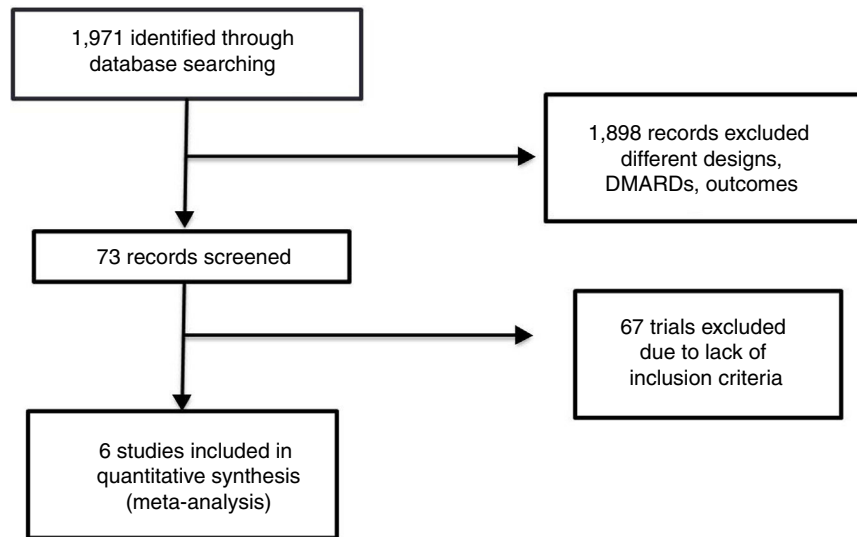 1,971 identified through
database searching
1,898 records excluded
different designs,
DMARDs, outcomes
73 records screened
67 trials excluded
due to lack of
inclusion criteria
6 studies included in
quantitative synthesis
(meta-analysis)